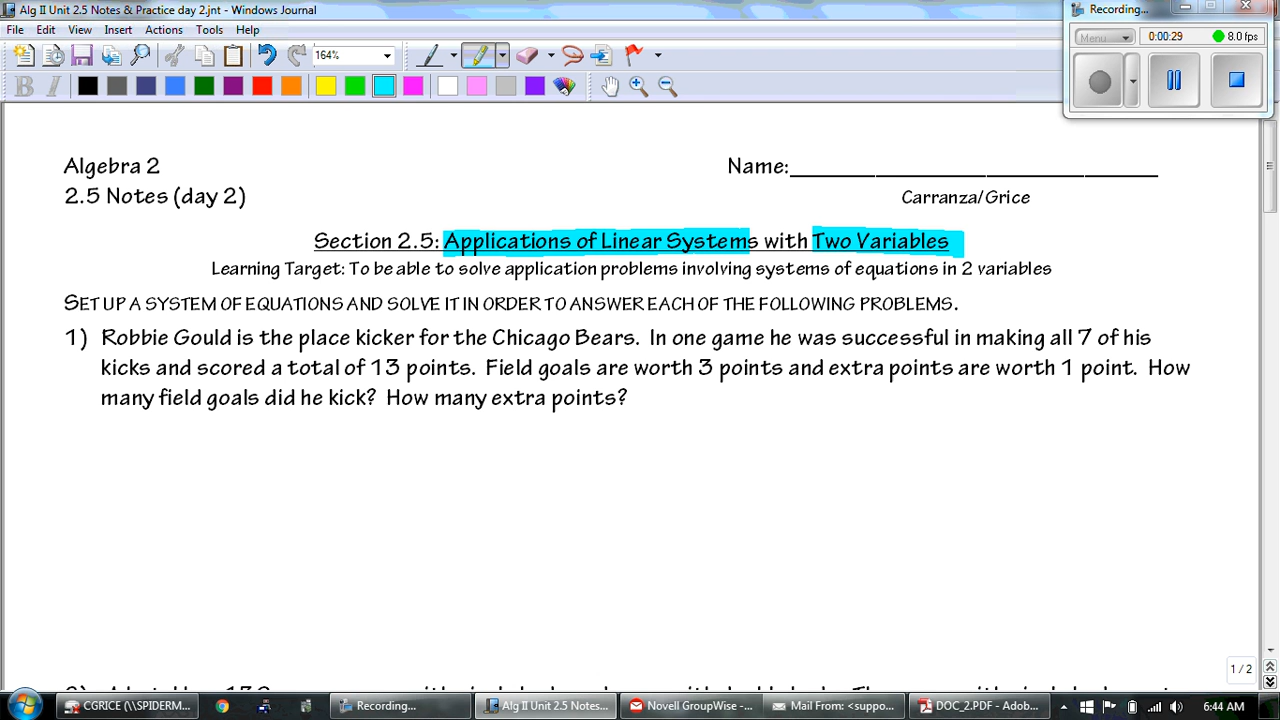 Alg II Unit 2.5 Notes & Practice day 2.jnt - Windows Journal
Recording...
File Edit View Insert Actions Tools Help
Menu 0:00:29 8.0 fps
164%
B I
Algebra 2 Name:
2.5 Notes (day 2) Carranza/Grice
Section 2.5: Applications of Linear Systems with Two Variables
Learning Target: To be able to solve application problems involving systems of equations in 2 variables
SET UP A SYSTEM OF EQUATIONS AND SOLVE IT IN ORDER TO ANSWER EACH OF THE FOLLOWING PROBLEMS.
1) Robbie Gould is the place kicker for the Chicago Bears. In one game he was successful in making all 7 of his
kicks and scored a total of 13 points. Field goals are worth 3 points and extra points are worth 1 point. How
many field goals did he kick? How many extra points?
1 / 2
CGRICE (\\SPIDERM... Recording... Alg II Unit 2.5 Notes... Novell GroupWise -... Mail From: <suppo... DOC_2.PDF - Adob... 6:44 AM